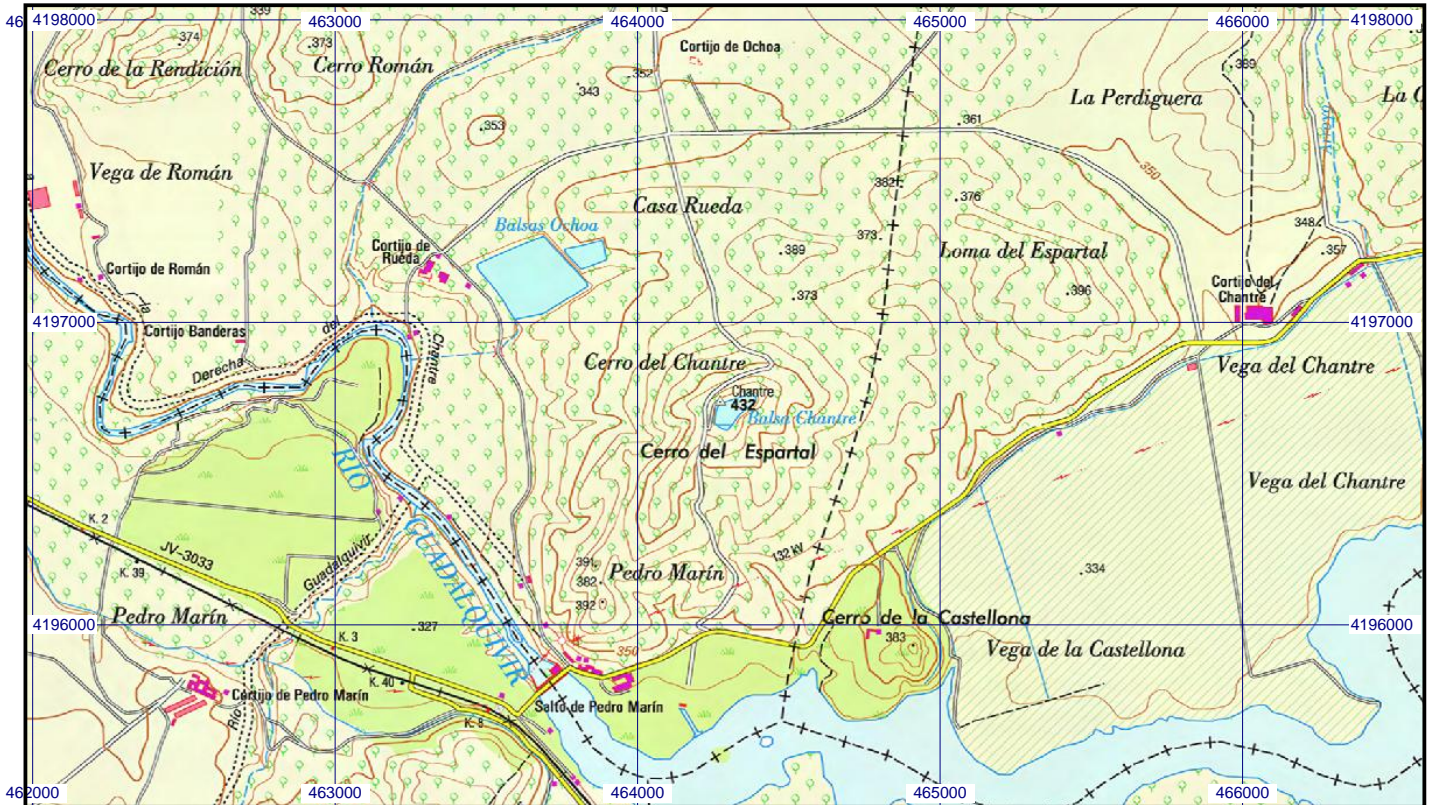 4198000
463000
464000
465000
466000
4198000
339
374
373
Cerro de la Rendición
Cerro Román
Cortijo de Ochoa
352
343
389
La Perdiguera
353
361
Arroyo
Vega de Román
350
382
376
Casa Rueda
Balsas Ochoa
348
373
357
Cortijo de
Rueda
389
Loma del Espartal
Cortijo de Román
la
396
373
Cortijo del
Chantre
4197000
Cortijo Banderas
del
4197000
Derecha
Chantre
Cerro del Chantre
Vega del Chantre
Chantre
432
Balsa Chantre
RIO
Cerro del Espartal
Vega del Chantre
K. 2
GUADALQUIVIR
JV-3033
132 kV
K. 39
Guadalquivir
391
382
Pedro Marín
334
392
Pedro Marín
4196000
K. 3
327
Cerro de la Castellona
4196000
383
350
Vega de la Castellona
K. 40
Cortijo de Pedro Marín
Salto de Pedro Marín
Río
K. 8
462000
463000
464000
465000
466000